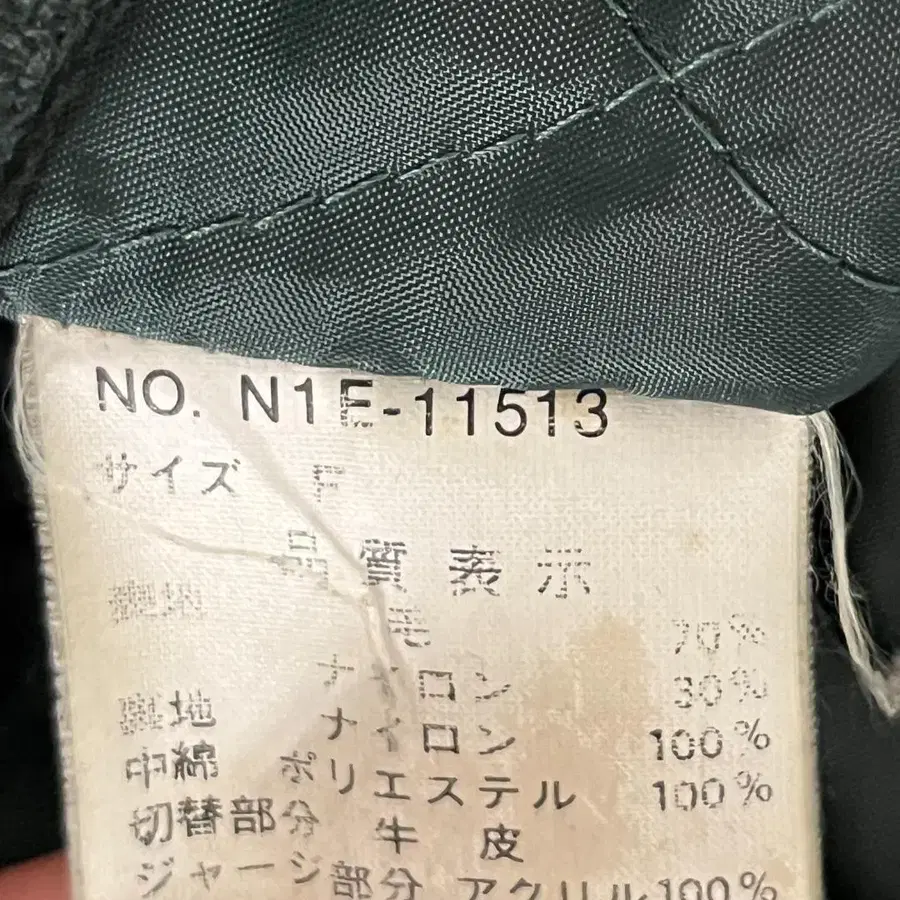 NO. N1E-11513
サイズ F
品質表示
表地 毛 70%
ナイロン 30%
裏地 ナイロン 100%
中綿 ポリエステル 100%
切替部分 牛皮
ジャージ部分 アクリル100%